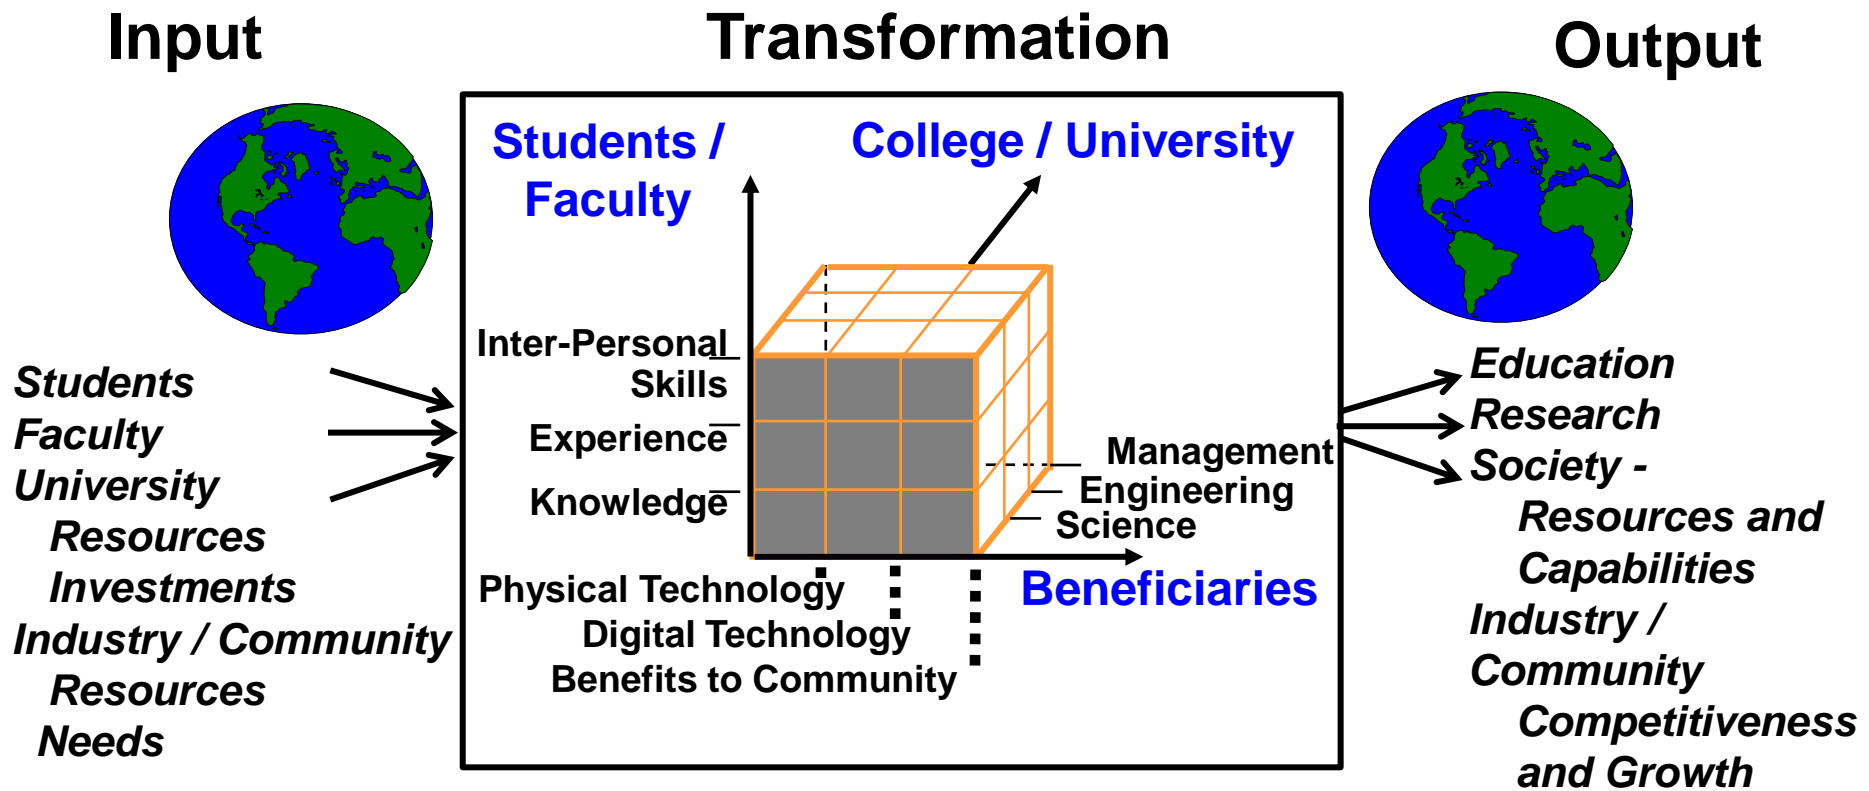 Input
Transformation
Output
Students /
Faculty
College / University
Inter-Personal
Skills
Experience
Knowledge
Management
Engineering
Science
Physical Technology
Digital Technology
Benefits to Community
Beneficiaries
Students
Faculty
University
Resources
Investments
Industry / Community
Resources
Needs
Education
Research
Society -
Resources and
Capabilities
Industry /
Community
Competitiveness
and Growth